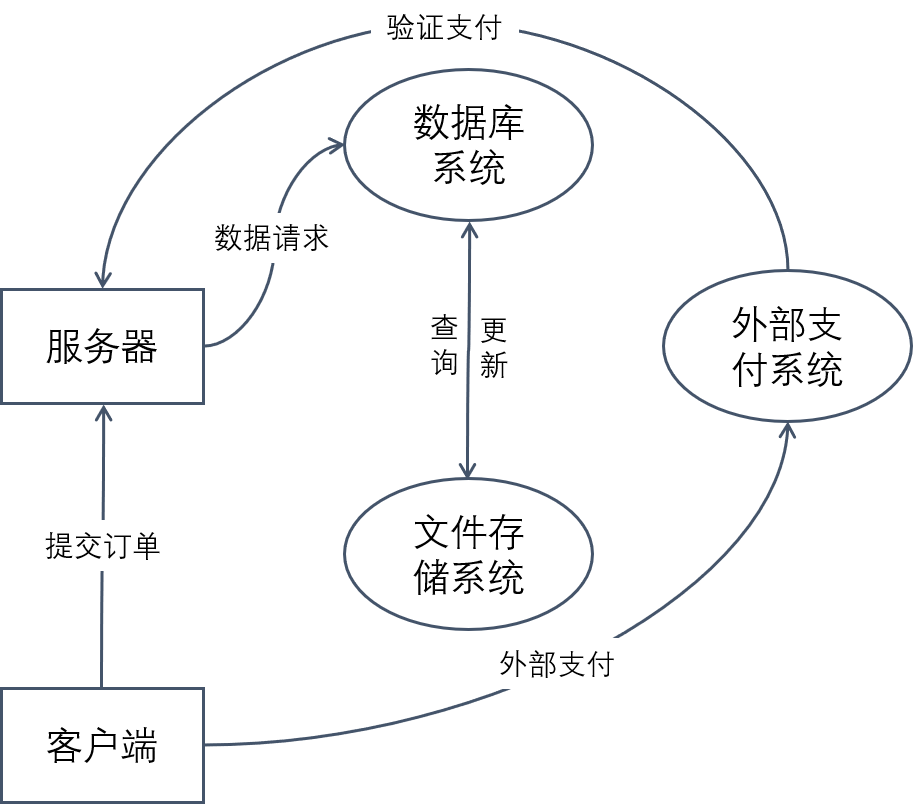 验证支付
数据库
系统
数据请求
服务器
查
询
更
新
外部支
付系统
文件存
储系统
提交订单
外部支付
客户端